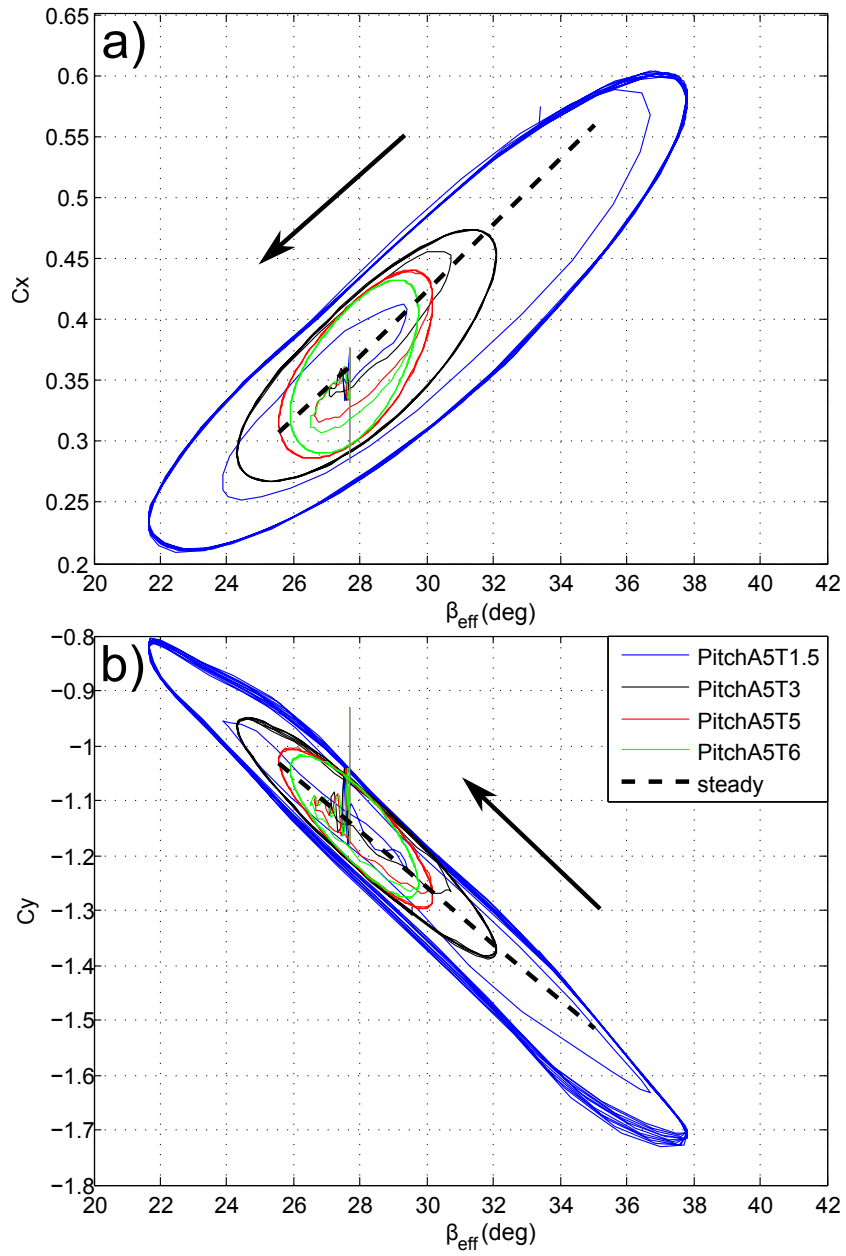 a)
0.65
0.6
0.55
0.5
0.45
0.4
0.35
0.3
0.25
0.2
Cx
20 22 24 26 28 30 32 34 36 38 40 42
βeff(deg)
b)
−0.8
−0.9
−1
−1.1
−1.2
−1.3
−1.4
−1.5
−1.6
−1.7
−1.8
Cy
PitchA5T1.5
PitchA5T3
PitchA5T5
PitchA5T6
steady
20 22 24 26 28 30 32 34 36 38 40 42
βeff(deg)